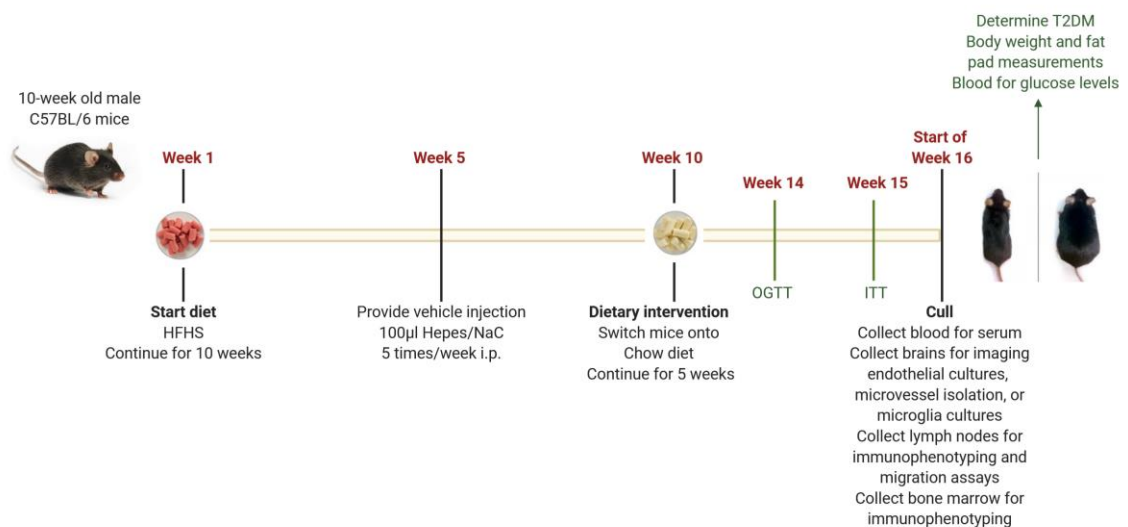 10-week old male
C57BL/6 mice
Week 1
Start diet
HFHS
Continue for 10 weeks
Week 5
Provide vehicle injection
100µl Hepes/NaC
5 times/week i.p.
Week 10
Dietary intervention
Switch mice onto
Chow diet
Continue for 5 weeks
Week 14
OGTT
Week 15
ITT
Start of
Week 16
Cull
Collect blood for serum
Collect brains for imaging
endothelial cultures,
microvessel isolation, or
microglia cultures
Collect lymph nodes for
immunophenotyping and
migration assays
Collect bone marrow for
immunophenotyping
Determine T2DM
Body weight and fat
pad measurements
Blood for glucose levels